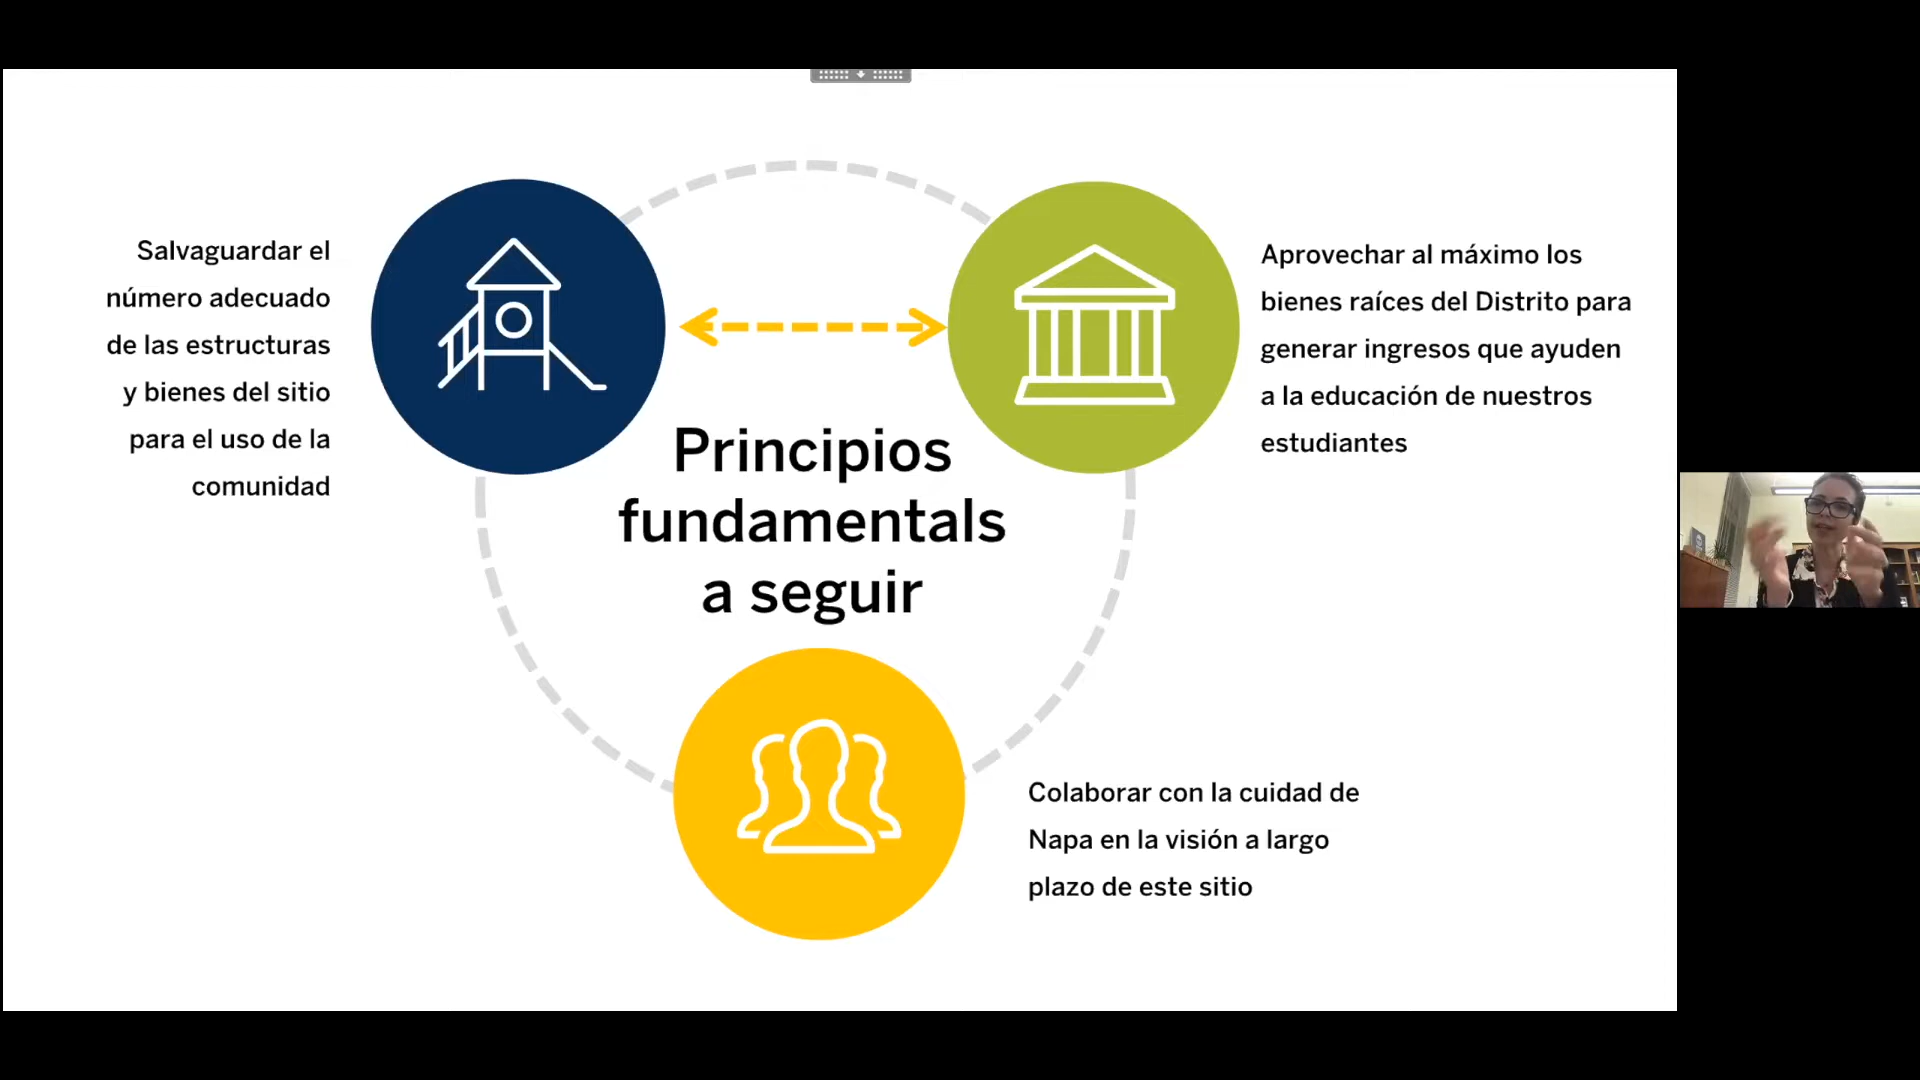 Salvaguardar el
número adecuado
de las estructuras
y bienes del sitio
para el uso de la
comunidad
Aprovechar al máximo los
bienes raíces del Distrito para
generar ingresos que ayuden
a la educación de nuestros
estudiantes
Principios
fundamentals
a seguir
Colaborar con la cuidad de
Napa en la visión a largo
plazo de este sitio